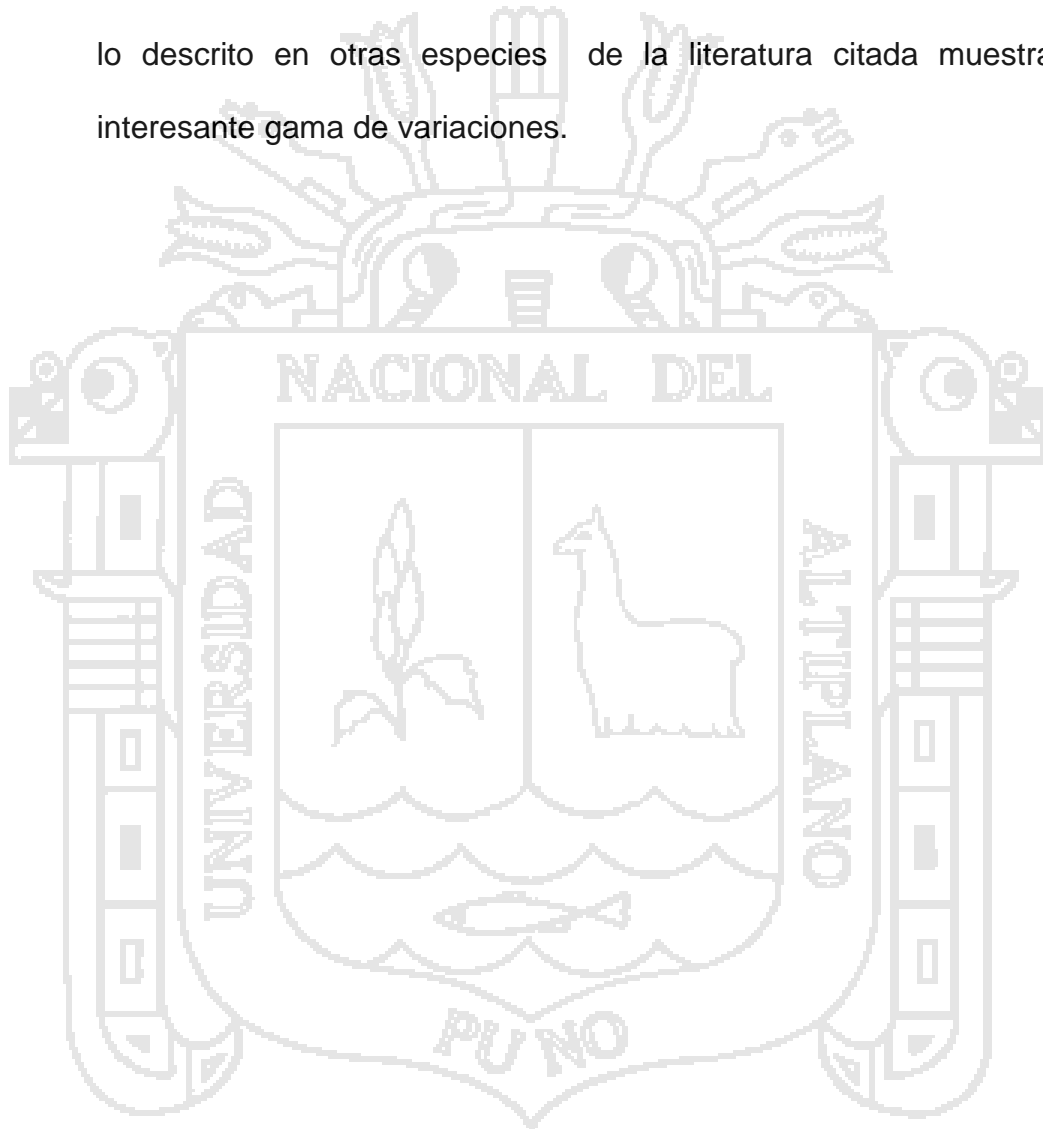 lo descrito en otras especies de la literatura citada muestra
interesante gama de variaciones.
NACIONAL DEL
UNIVERSIDAD
ALTIPLANO
PUNO